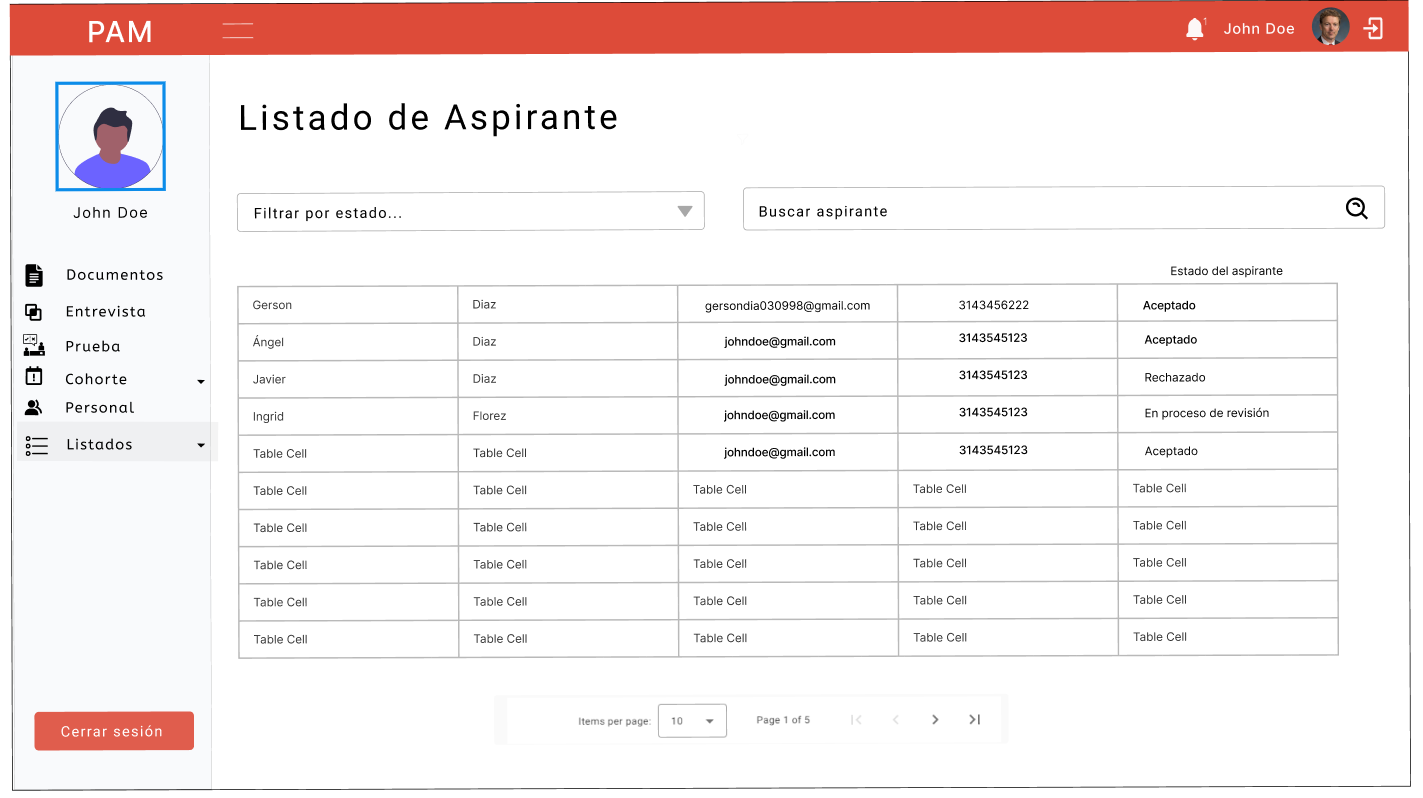 PAM
1
John Doe
John Doe
Documentos
Entrevista
Prueba
Cohorte
Personal
Listados
Cerrar sesión
Listado de Aspirante
Filtrar por estado...
Buscar aspirante
Estado del aspirante
Gerson Diaz gersondia030998@gmail.com 3143456222 Aceptado
Ángel Diaz johndoe@gmail.com 3143545123 Aceptado
Javier Diaz johndoe@gmail.com 3143545123 Rechazado
Ingrid Florez johndoe@gmail.com 3143545123 En proceso de revisión
Table Cell Table Cell johndoe@gmail.com 3143545123 Aceptado
Table Cell Table Cell Table Cell Table Cell Table Cell
Table Cell Table Cell Table Cell Table Cell Table Cell
Table Cell Table Cell Table Cell Table Cell Table Cell
Table Cell Table Cell Table Cell Table Cell Table Cell
Table Cell Table Cell Table Cell Table Cell Table Cell
Items per page: 10 Page 1 of 5